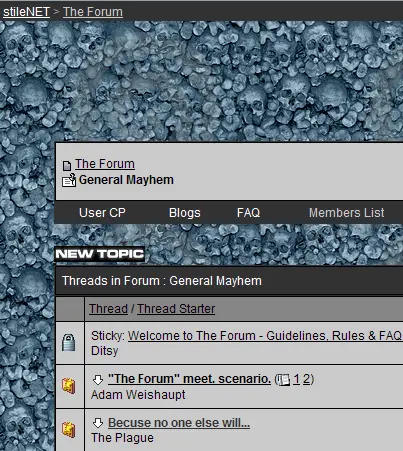 stileNET > The Forum
The Forum
General Mayhem
User CP Blogs FAQ Members List
NEW TOPIC
Threads in Forum : General Mayhem
Thread / Thread Starter
Sticky: Welcome to The Forum - Guidelines, Rules & FAQ
Ditsy
"The Forum" meet. scenario. ( 1 2)
Adam Weishaupt
Becuse no one else will...
The Plague